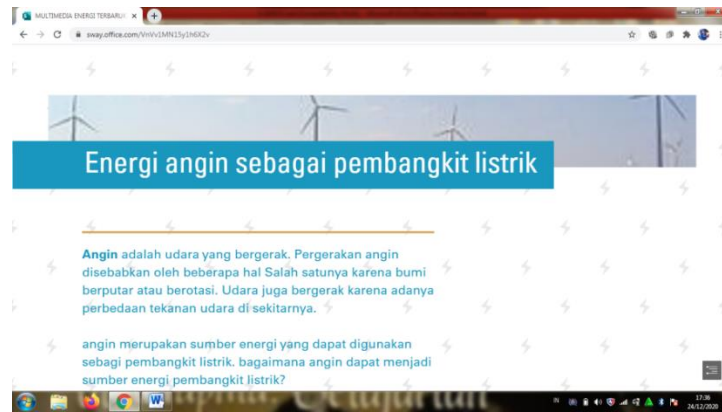 MULTIMEDIA ENERGI TERBARU
sway.office.com/VnVv1MN15y1h6X2v
Energi angin sebagai pembangkit listrik
Angin adalah udara yang bergerak. Pergerakan angin
disebabkan oleh beberapa hal Salah satunya karena bumi
berputar atau berotasi. Udara juga bergerak karena adanya
perbedaan tekanan udara di sekitarnya.
angin merupakan sumber energi yang dapat digunakan
sebagi pembangkit listrik. bagaimana angin dapat menjadi
sumber energi pembangkit listrik?
IN
17:36
24/12/2020